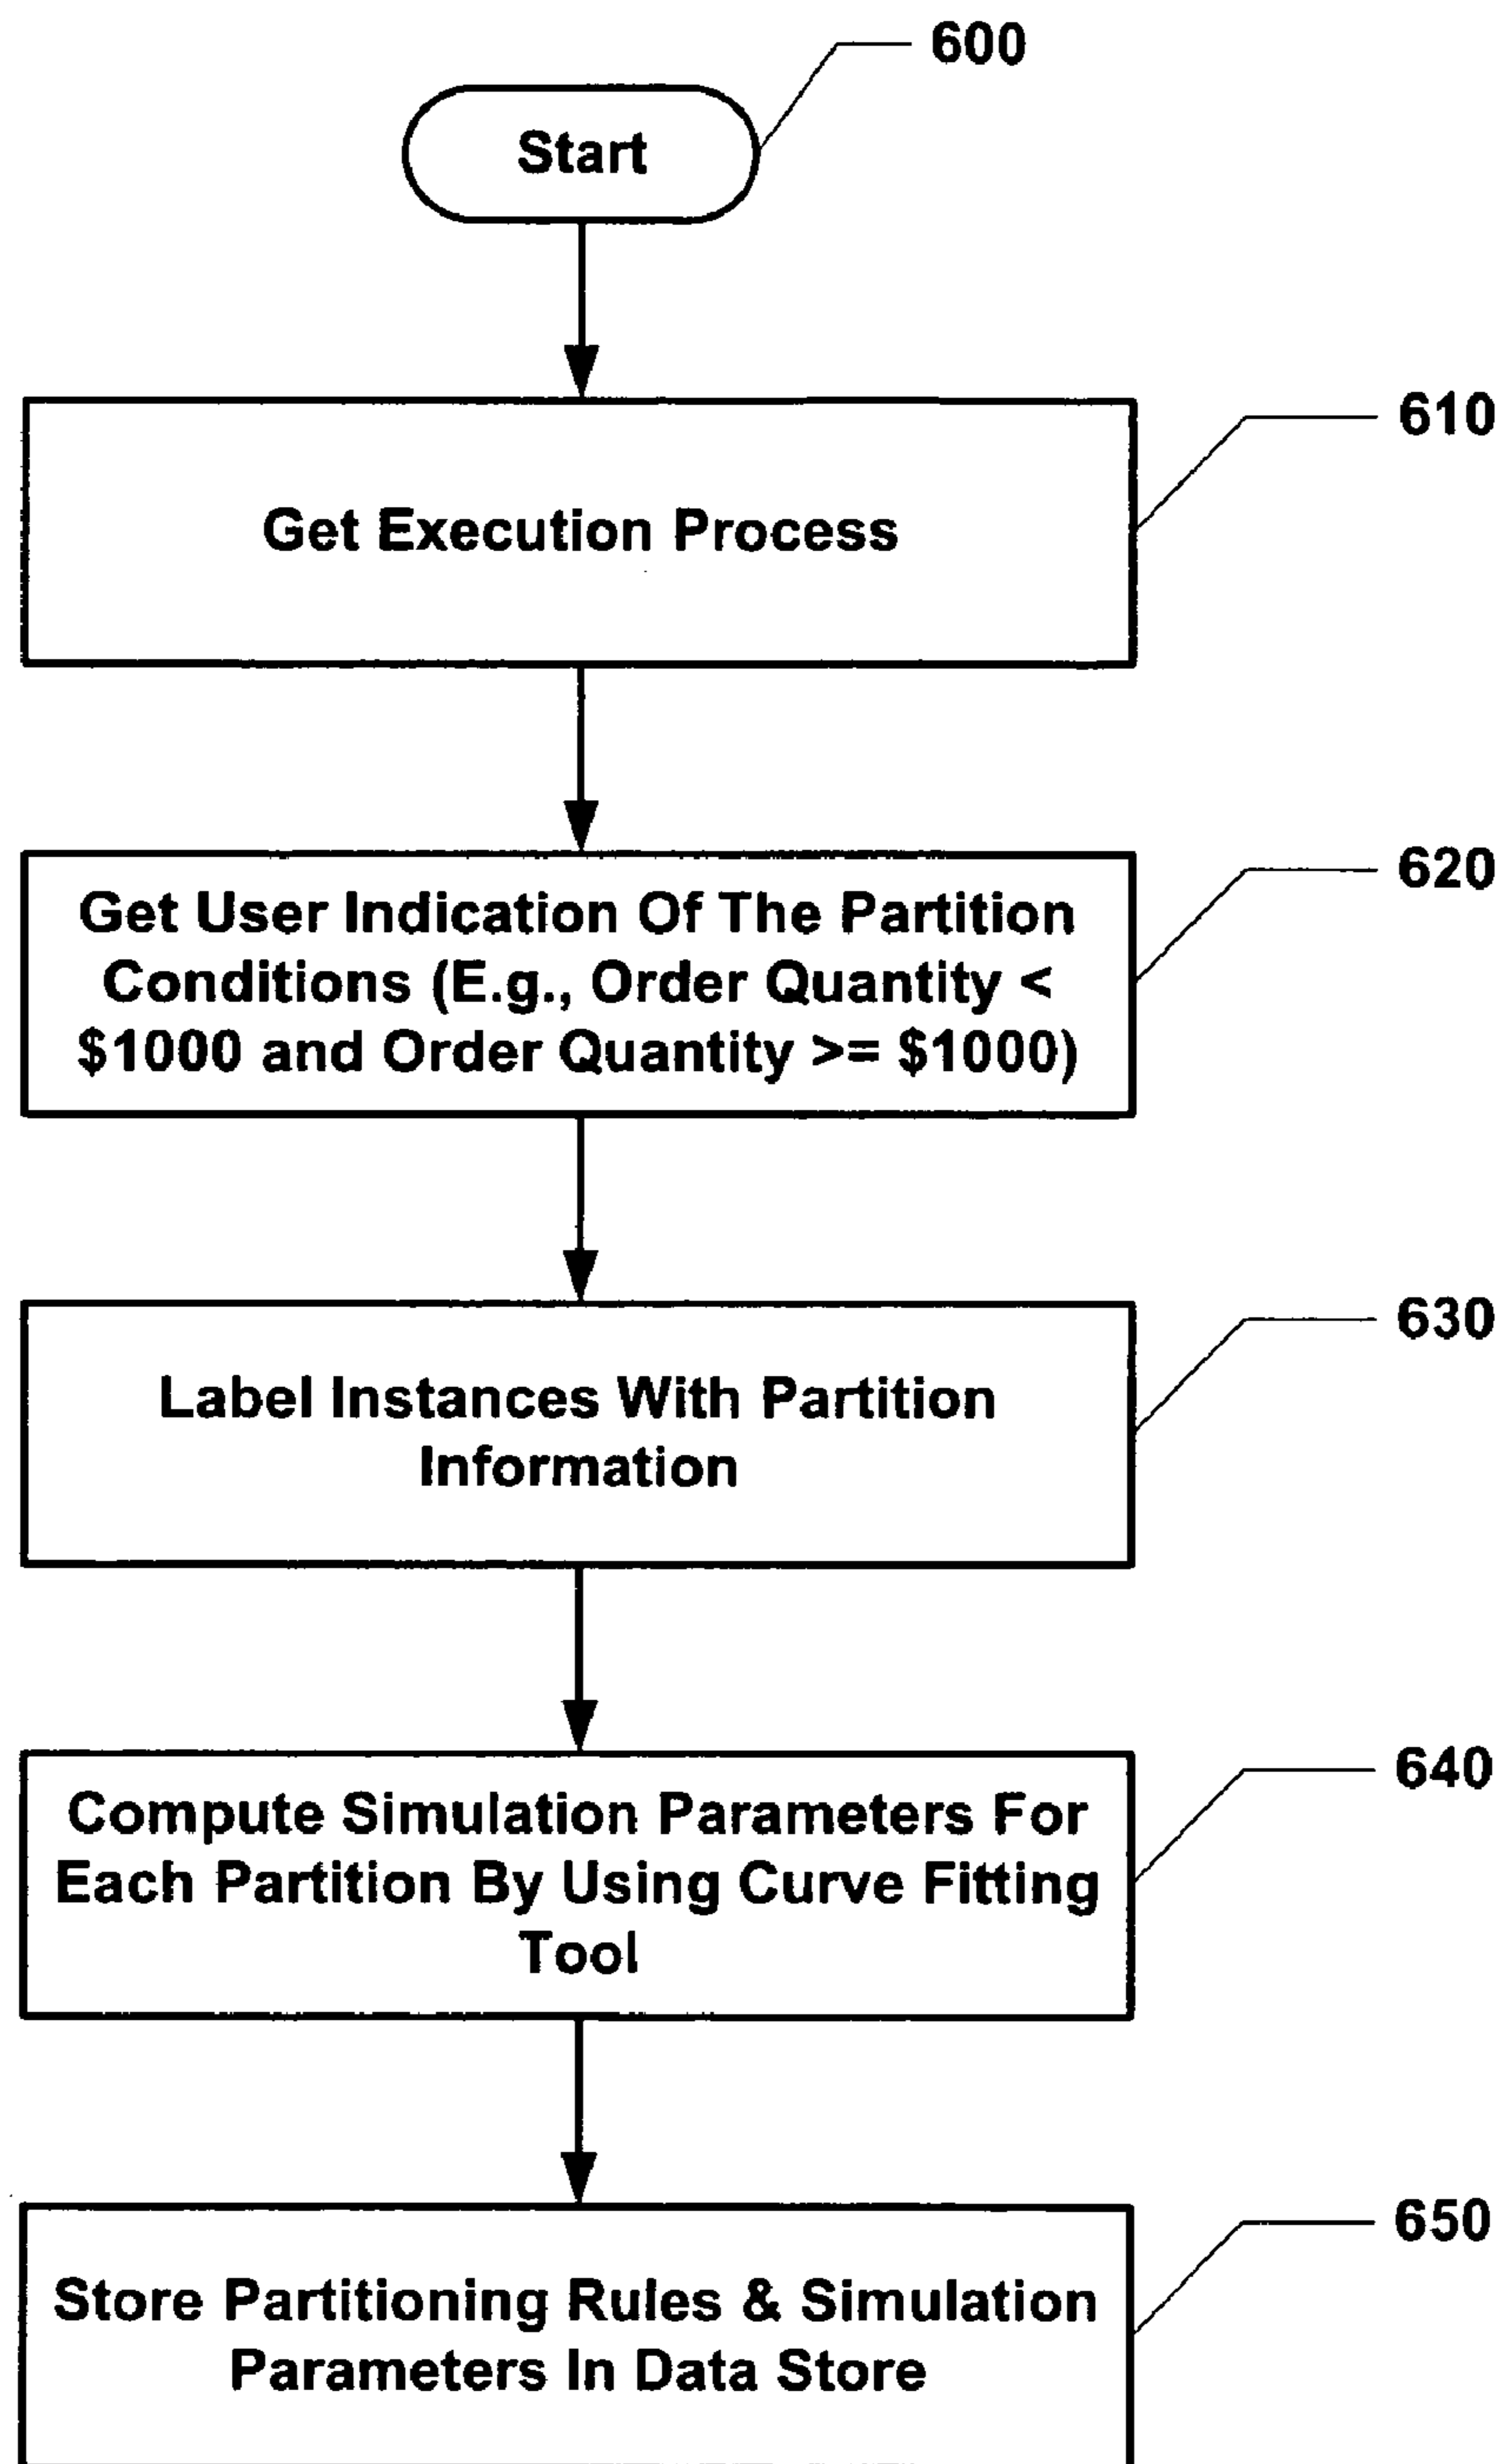 600
Start
610
Get Execution Process
620
Get User Indication Of The Partition
Conditions (E.g., Order Quantity <
$1000 and Order Quantity >= $1000)
630
Label Instances With Partition
Information
640
Compute Simulation Parameters For
Each Partition By Using Curve Fitting
Tool
650
Store Partitioning Rules & Simulation
Parameters In Data Store